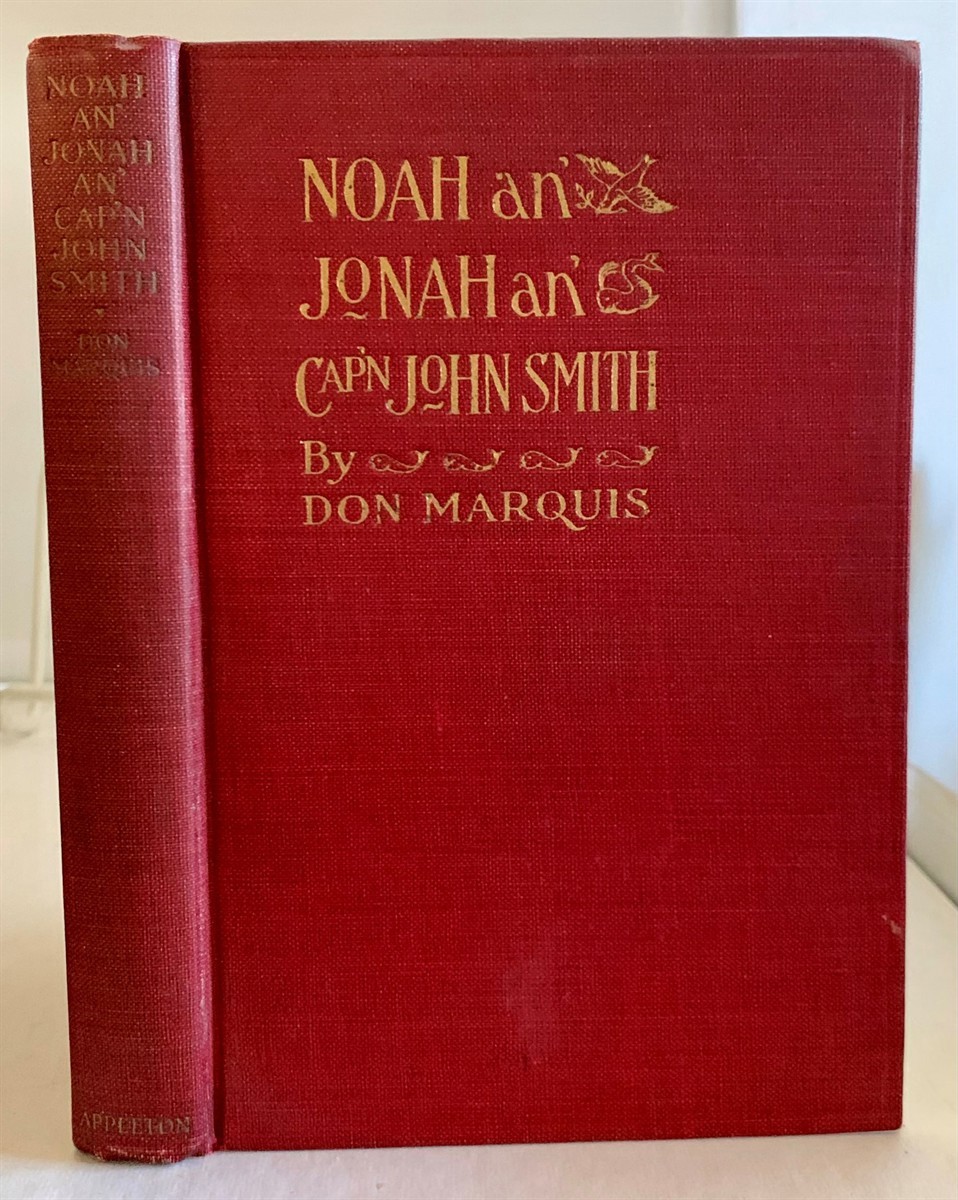 NOAH
AN'
JONAH
AN'
CAP'N
JOHN
SMITH
DON
MARQUIS
APPLETON
NOAH an'
JONAH an'
CAP'N JOHN SMITH
By
DON MARQUIS